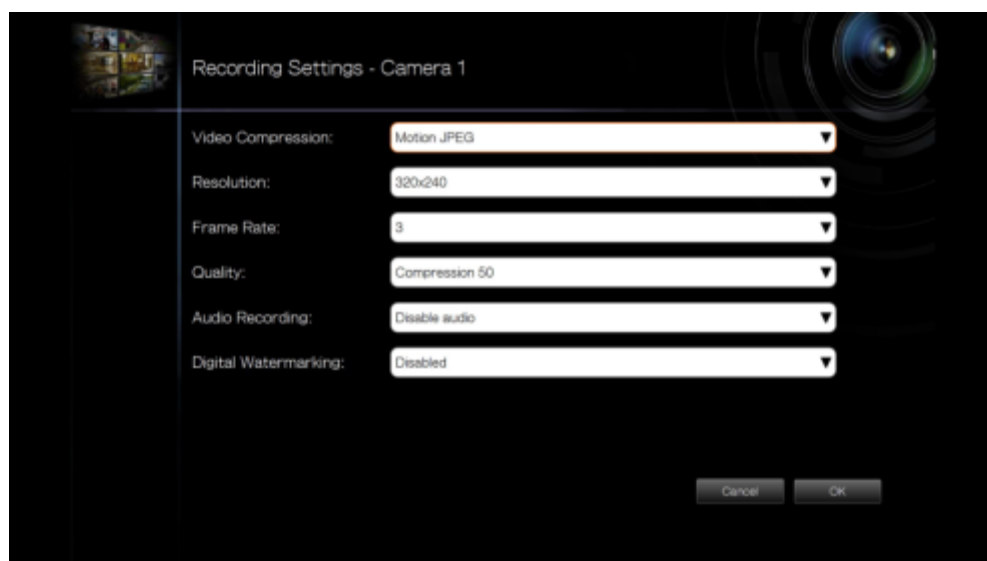 Recording Settings - Camera 1
Video Compression: Motion JPEG
Resolution: 320x240
Frame Rate: 3
Quality: Compression 50
Audio Recording: Disable audio
Digital Watermarking: Disabled
Cancel OK